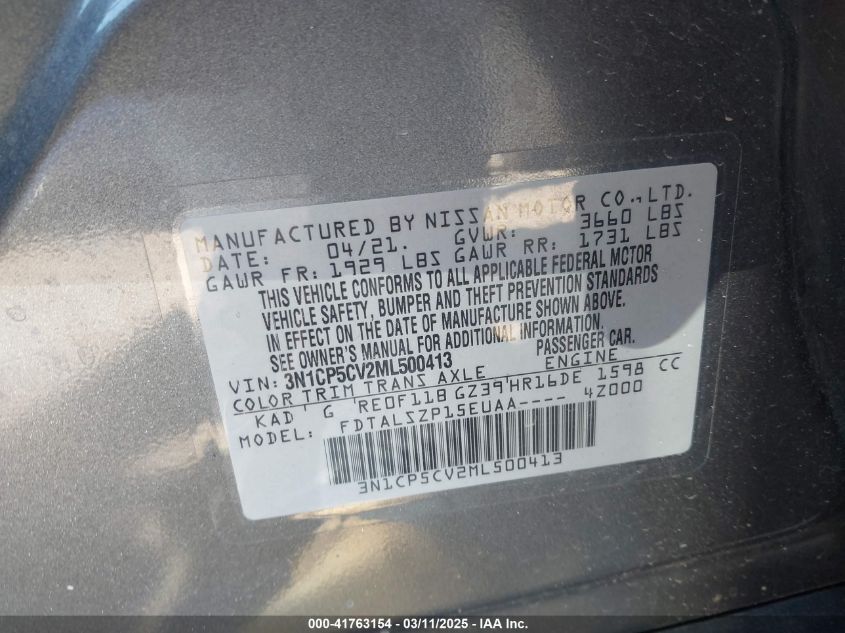 MANUFACTURED BY NISSAN MOTOR CO.,LTD.
DATE: 04/21. GVWR: 3660 LBS
GAWR FR: 1929 LBS GAWR RR: 1731 LBS
THIS VEHICLE CONFORMS TO ALL APPLICABLE FEDERAL MOTOR
VEHICLE SAFETY, BUMPER AND THEFT PREVENTION STANDARDS
IN EFFECT ON THE DATE OF MANUFACTURE SHOWN ABOVE.
SEE OWNER'S MANUAL FOR ADDITIONAL INFORMATION.
VIN: 3N1CP5CV2ML500413 PASSENGER CAR.
COLOR TRIM TRANS AXLE ENGINE
KAD G RE0F11B GZ39 HR16DE 1598 CC
MODEL: FDTALSZP15EUAA---- 4Z000
3N1CP5CV2ML500413
000-41763154 - 03/11/2025 - IAA Inc.